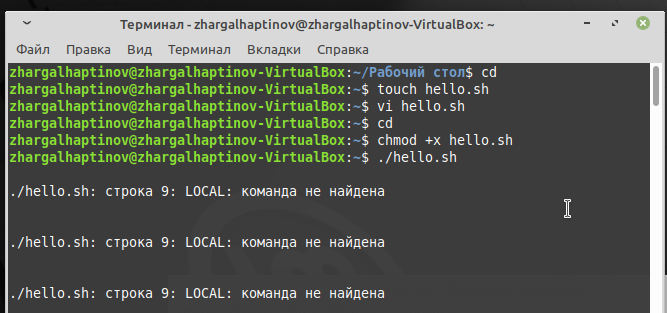 Терминал - zhargalhaptinov@zhargalhaptinov-VirtualBox: ~
Файл Правка Вид Терминал Вкладки Справка
zhargalhaptinov@zhargalhaptinov-VirtualBox:~/Рабочий стол$ cd
zhargalhaptinov@zhargalhaptinov-VirtualBox:~$ touch hello.sh
zhargalhaptinov@zhargalhaptinov-VirtualBox:~$ vi hello.sh
zhargalhaptinov@zhargalhaptinov-VirtualBox:~$ cd
zhargalhaptinov@zhargalhaptinov-VirtualBox:~$ chmod +x hello.sh
zhargalhaptinov@zhargalhaptinov-VirtualBox:~$ ./hello.sh
./hello.sh: строка 9: LOCAL: команда не найдена
./hello.sh: строка 9: LOCAL: команда не найдена
./hello.sh: строка 9: LOCAL: команда не найдена